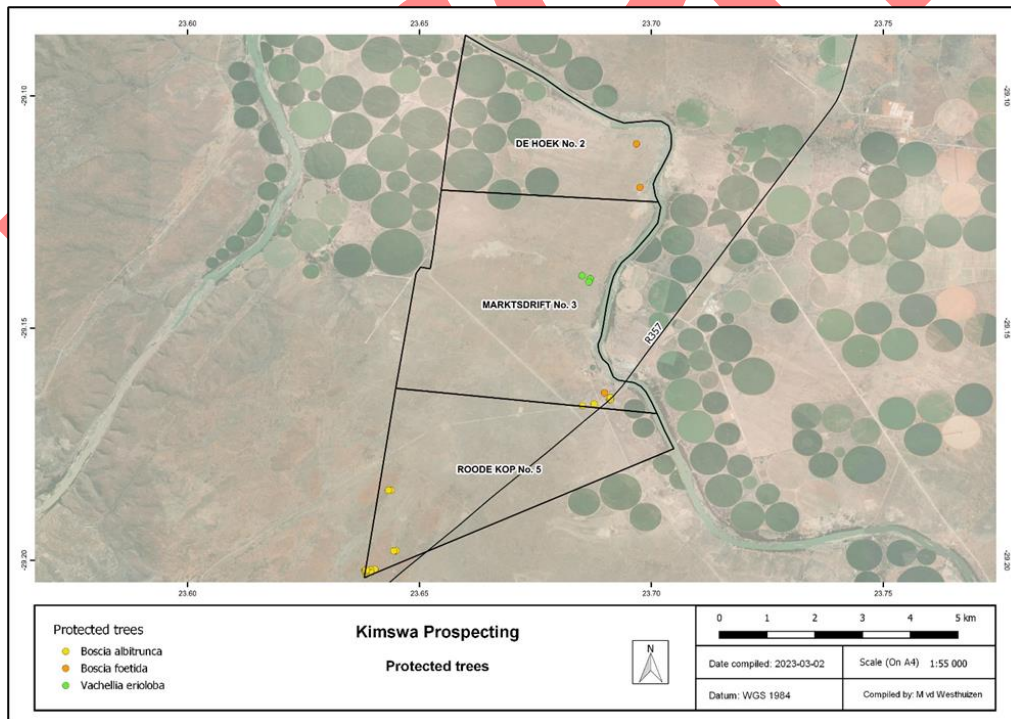 23.60 23.65 23.70 23.75
-29.10 -29.10
DE HOEK No. 2
MARKTSDRIFT No. 3
-29.15 -29.15
R357
ROODE KOP No. 5
-29.20 -29.20
23.60 23.65 23.70 23.75
Protected trees
Boscia albitrunca
Boscia foetida
Vachellia erioloba
Kimswa Prospecting
Protected trees
N
0 1 2 3 4 5 km
Date compiled: 2023-03-02
Scale (On A4) 1:55 000
Datum: WGS 1984
Compiled by: M vd Westhuizen